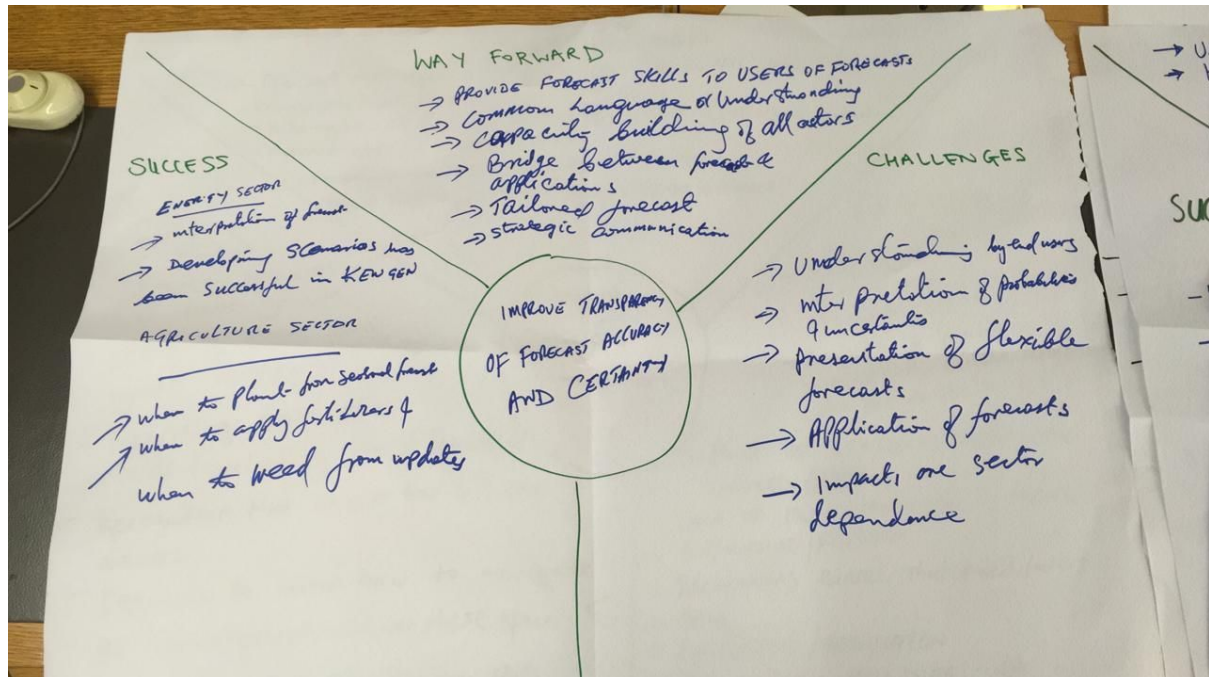 WAY FORWARD
→ PROVIDE FORECAST SKILLS TO USERS OF FORECASTS
→ Common Language or Understanding
→ Capacity building of all actors
→ Bridge between forecast &
applications
→ Tailored forecast
→ strategic communication
SUCCESS
ENERGY SECTOR
→ interpretation of
→ Developing Scenarios has
been Successful in KENGEN
AGRICULTURE SECTOR
→ when to plant from seasonal
→ when to apply fertilizers &
when to weed from updates
IMPROVE TRANSPARENCY
OF FORECAST ACCURACY
AND CERTAINTY
CHALLENGES
→ Understanding by end users
→ interpretation of probabilities
& uncertainties
→ presentation of flexible
forecasts
→ Application of forecasts
→ Impacts are sector
dependance
→ U
→
SUC